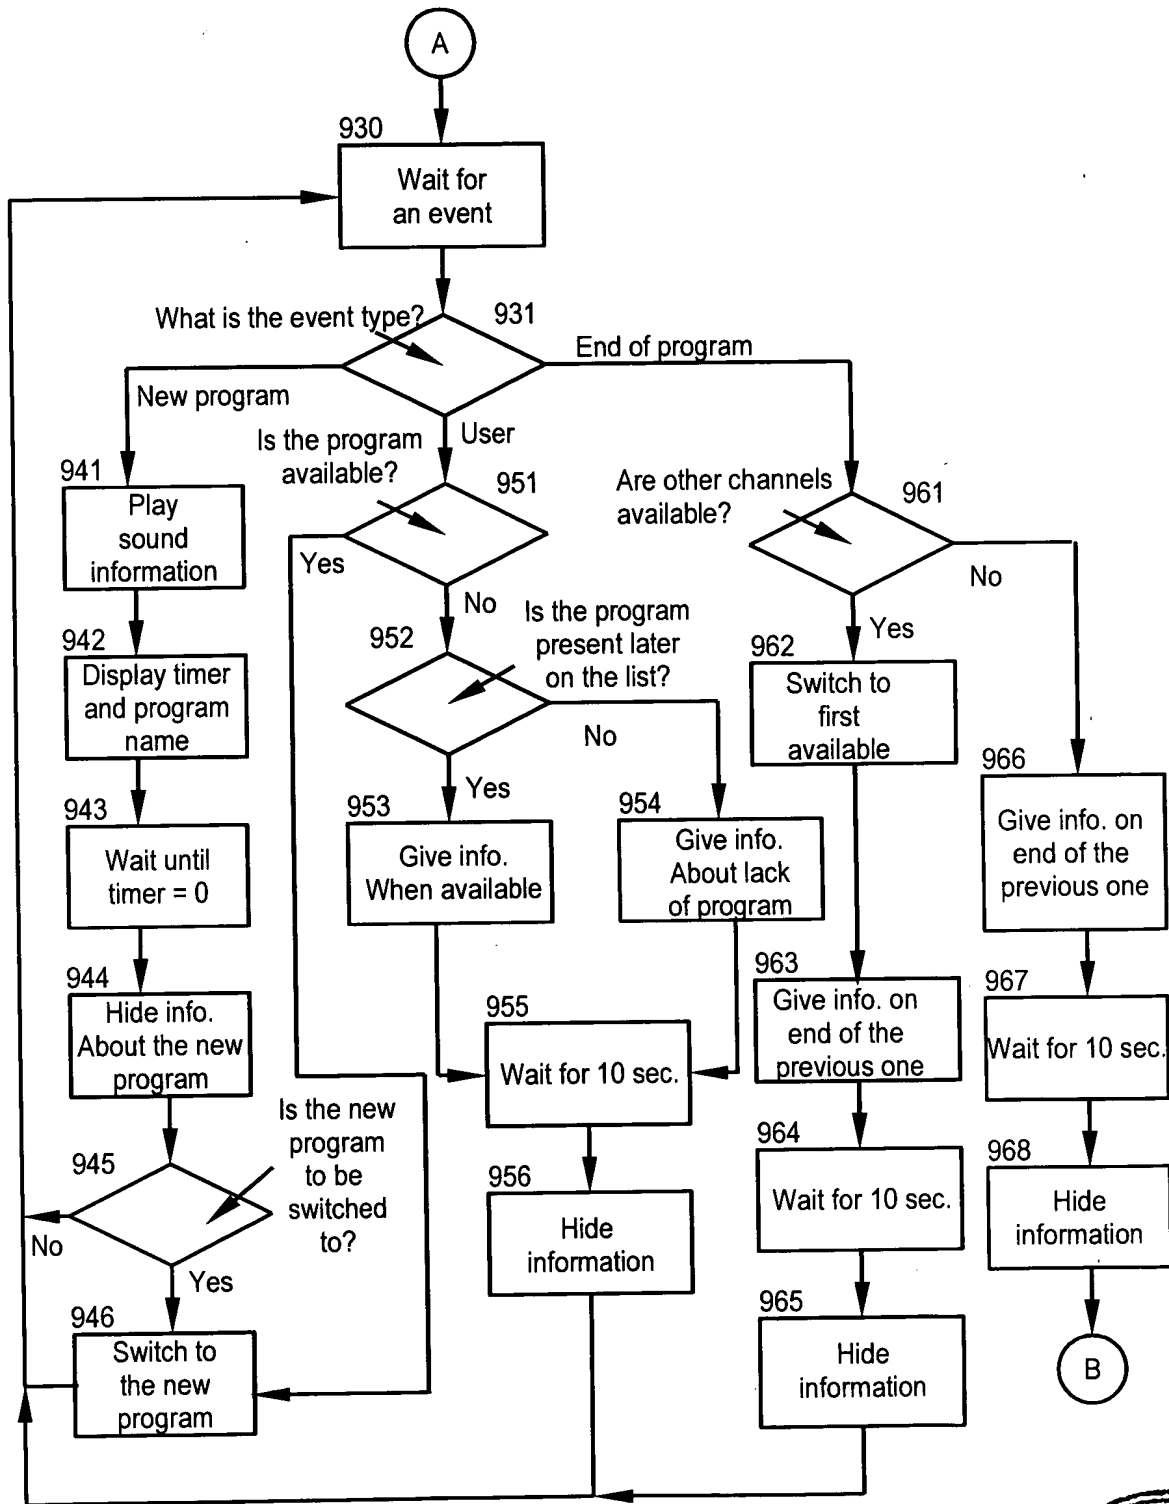 A
930
Wait for
an event
What is the event type?
931
End of program
New program
User
941
Play
sound
information
942
Display timer
and program
name
943
Wait until
timer = 0
944
Hide info.
About the new
program
945
Is the new
program
to be
switched
to?
No
Yes
946
Switch to
the new
program
Is the program
available?
951
Yes
No
952
Is the program
present later
on the list?
No
Yes
953
Give info.
When available
954
Give info.
About lack
of program
955
Wait for 10 sec.
956
Hide
information
Are other channels
available?
961
No
Yes
962
Switch to
first
available
963
Give info. on
end of the
previous one
964
Wait for 10 sec.
965
Hide
information
966
Give info. on
end of the
previous one
967
Wait for 10 sec.
968
Hide
information
B